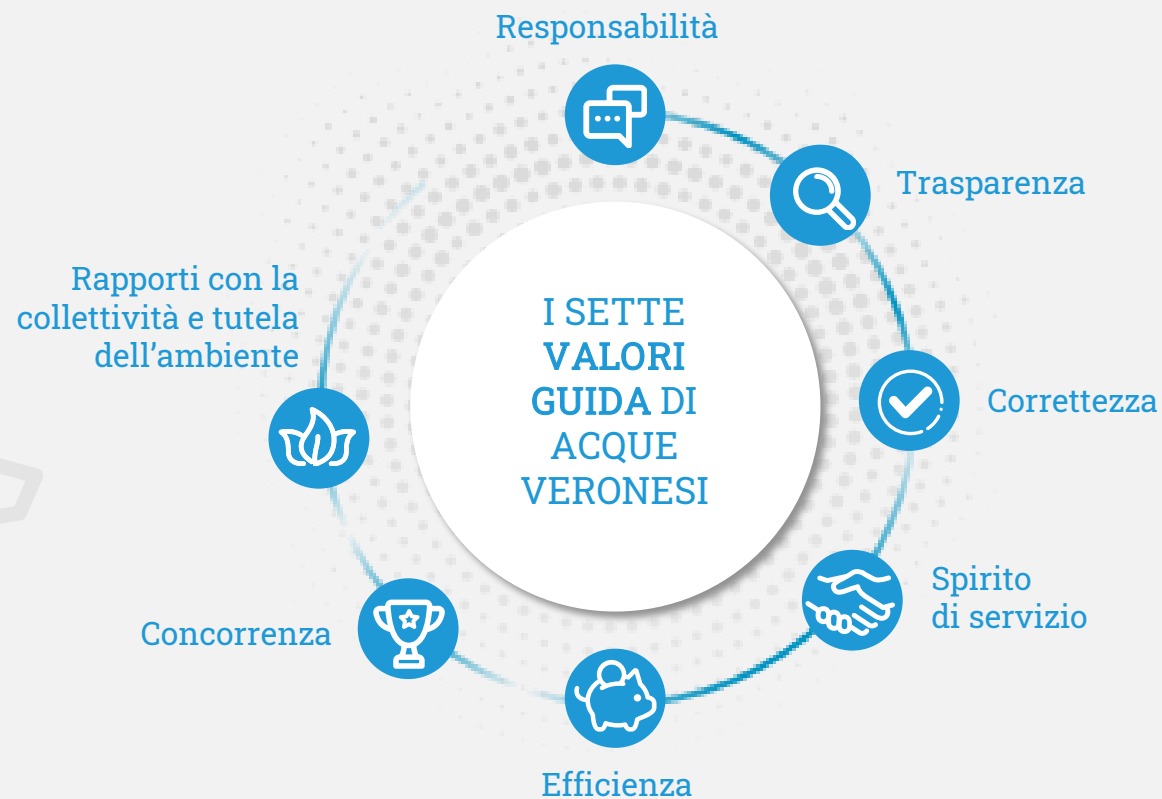 Responsabilità
Trasparenza
Correttezza
Spirito
di servizio
Efficienza
Concorrenza
Rapporti con la
collettività e tutela
dell’ambiente
I SETTE
VALORI
GUIDA DI
ACQUE
VERONESI